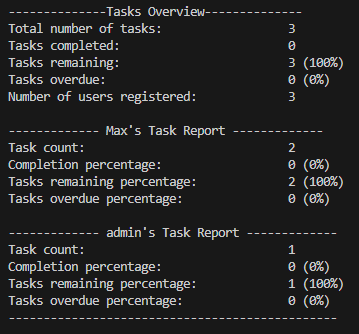 --------------Tasks Overview--------------
Total number of tasks: 3
Tasks completed: 0
Tasks remaining: 3 (100%)
Tasks overdue: 0 (0%)
Number of users registered: 3
------------- Max's Task Report -------------
Task count: 2
Completion percentage: 0 (0%)
Tasks remaining percentage: 2 (100%)
Tasks overdue percentage: 0 (0%)
------------- admin's Task Report -------------
Task count: 1
Completion percentage: 0 (0%)
Tasks remaining percentage: 1 (100%)
Tasks overdue percentage: 0 (0%)
-----------------------------------------------